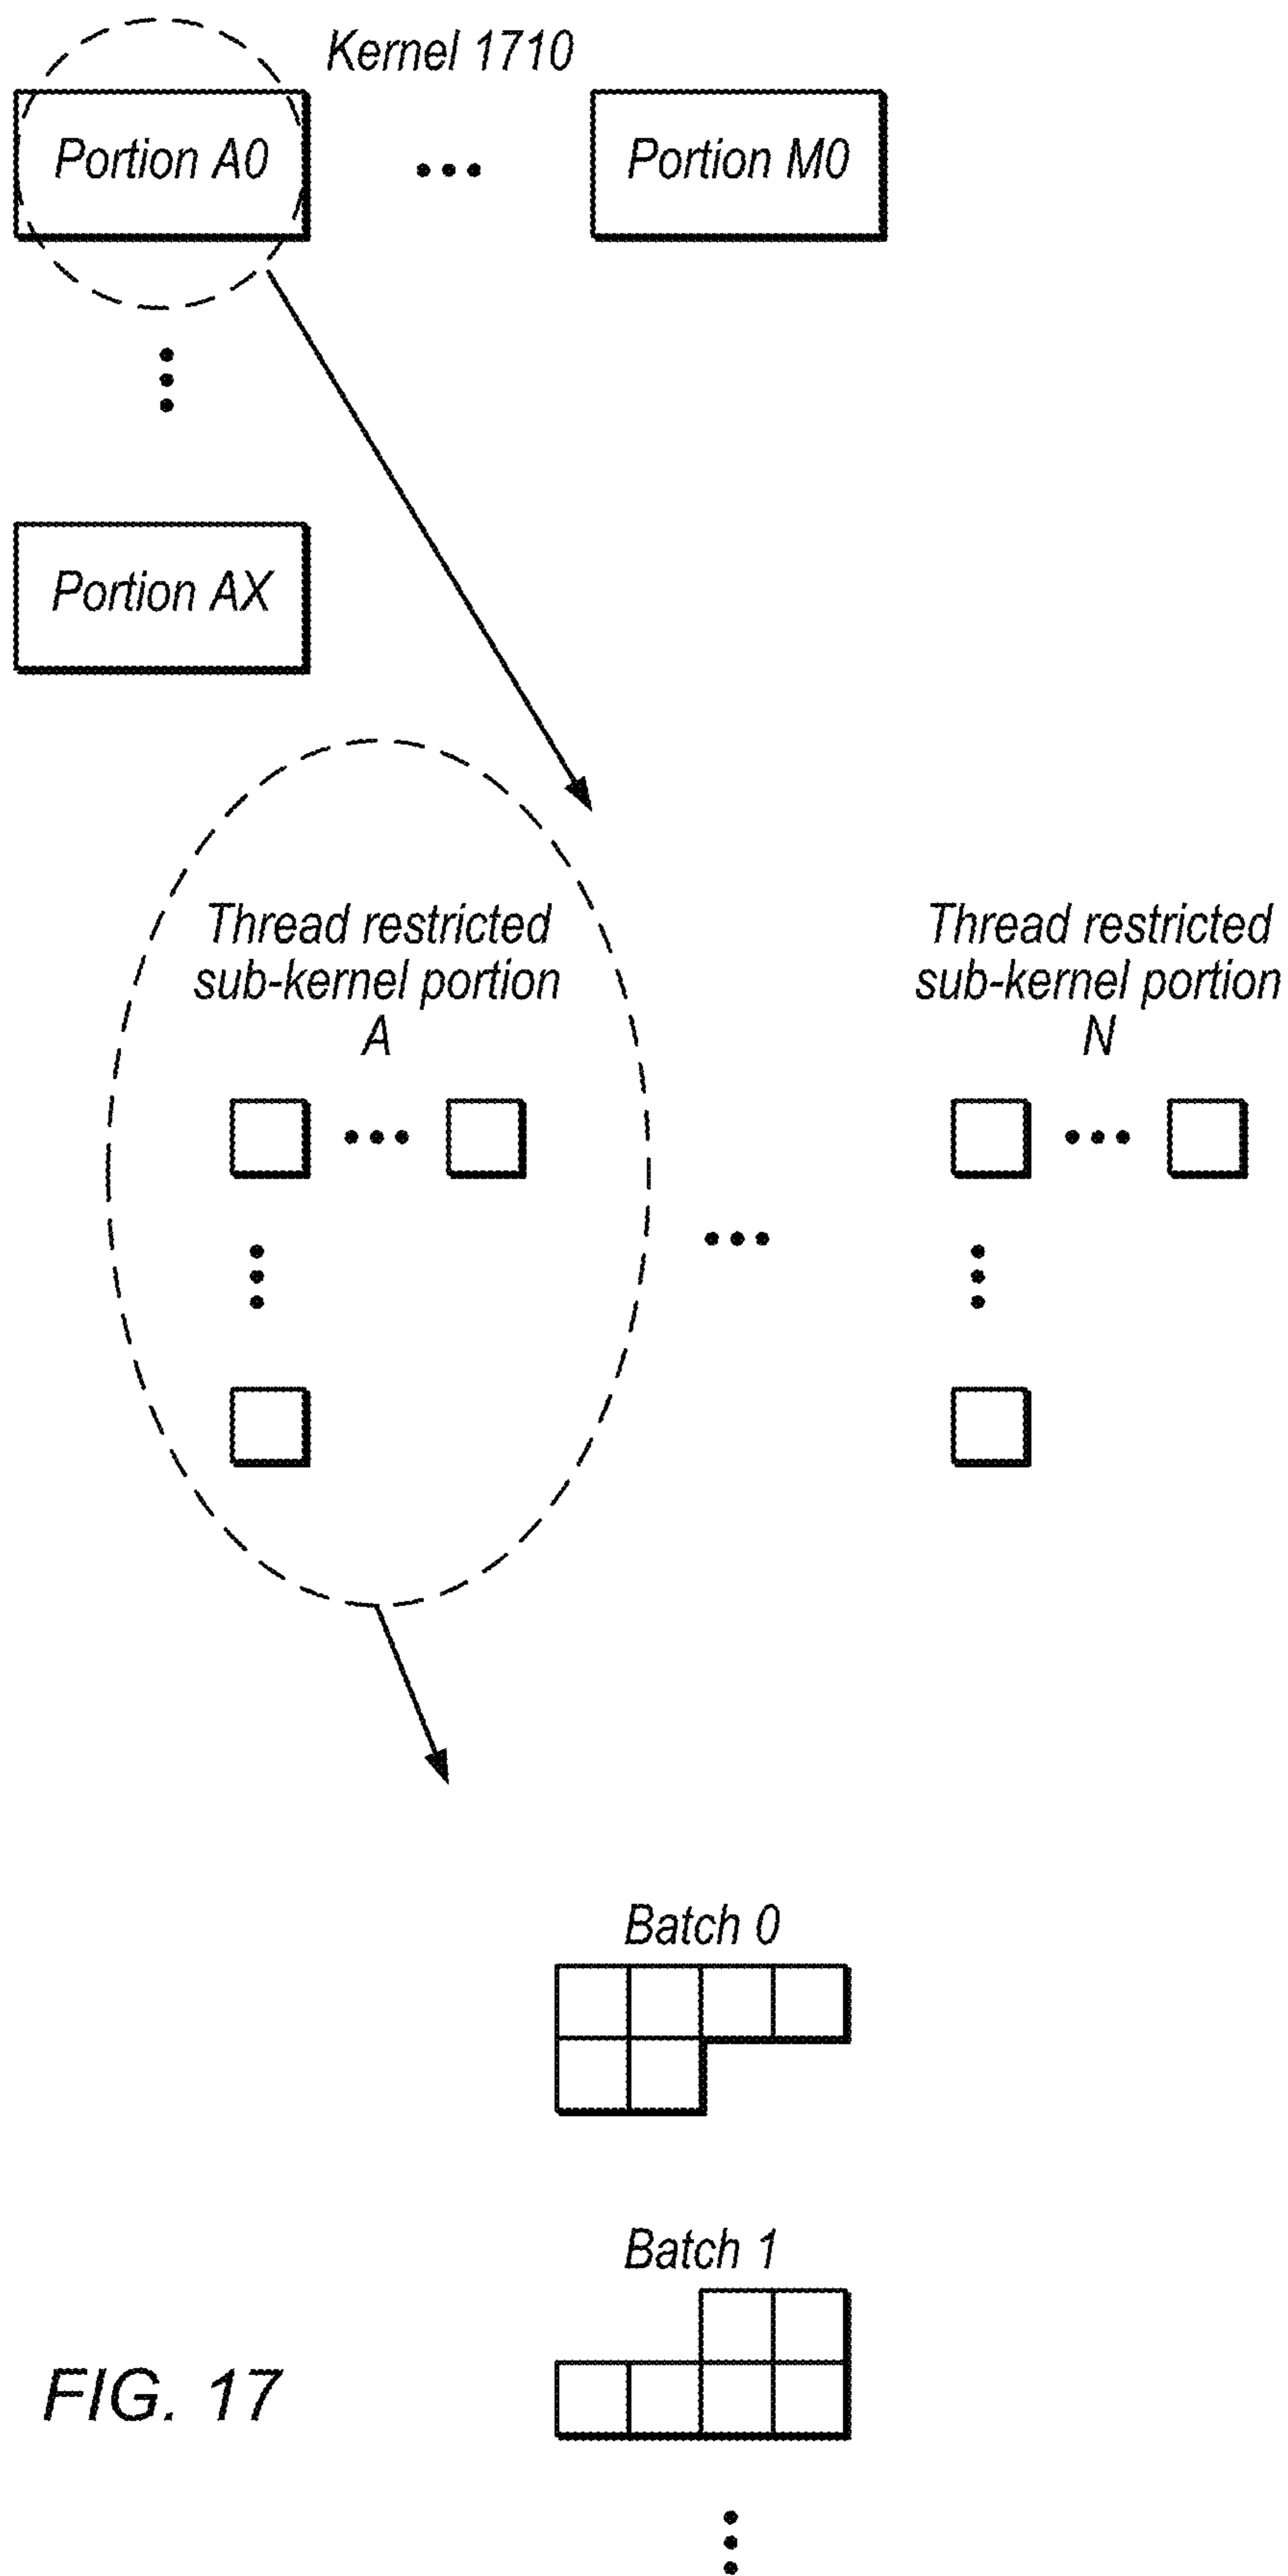 Kernel 1710
Portion A0
Portion M0
Portion AX
Thread restricted
sub-kernel portion
A
Thread restricted
sub-kernel portion
N
Batch 0
Batch 1
FIG. 17